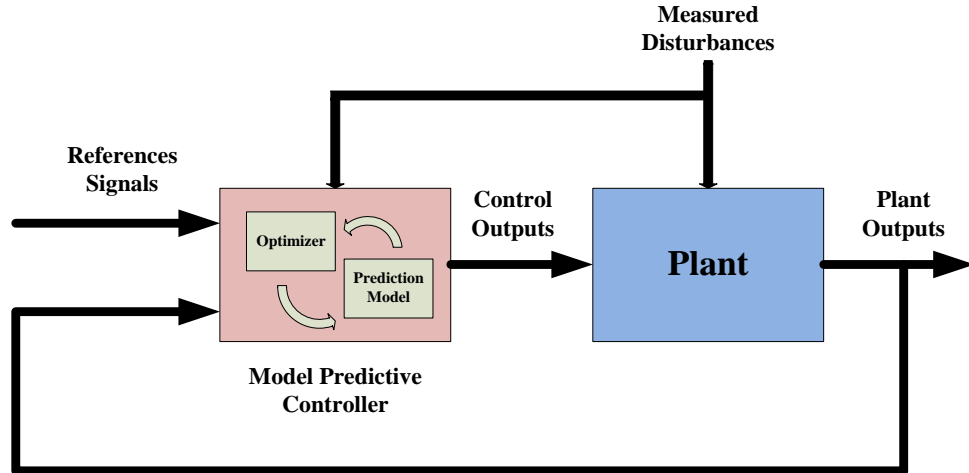 Measured
Disturbances
References
Signals
Optimizer
Prediction
Model
Control
Outputs
Plant
Plant
Outputs
Model Predictive
Controller